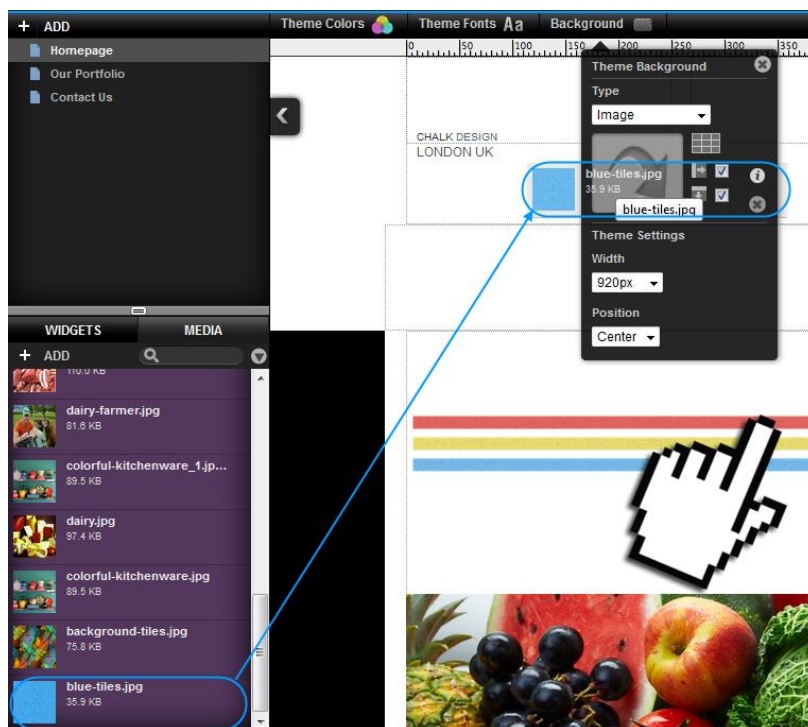 + ADD
Homepage
Our Portfolio
Contact Us
Theme Colors
Theme Fonts Aa
Background
0 50 100 150 200 250 300 350
Theme Background
Type
Image
CHALK DESIGN
LONDON UK
blue-tiles.jpg
35.9 KB
blue-tiles.jpg
Theme Settings
Width
920px
Position
Center
WIDGETS MEDIA
+ ADD
110.0 KB
dairy-farmer.jpg
81.6 KB
colorful-kitchenware_1.jp...
89.5 KB
dairy.jpg
97.4 KB
colorful-kitchenware.jpg
89.5 KB
background-tiles.jpg
75.8 KB
blue-tiles.jpg
35.9 KB